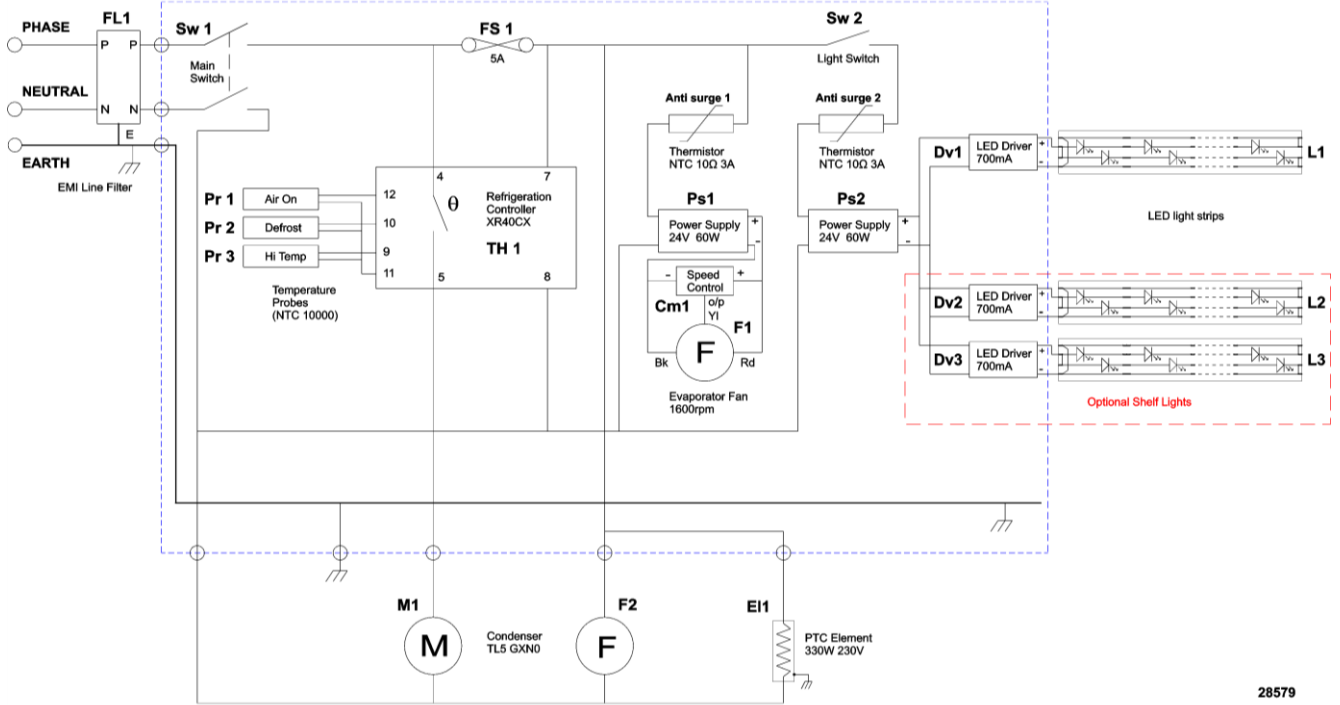 PHASE
FL1
Sw 1
FS 1
Sw 2
P P
5A
Light Switch
Main
Switch
NEUTRAL
N N
Anti surge 1
Anti surge 2
E
EARTH
EMI Line Filter
Thermistor
NTC 10Ω 3A
Thermistor
NTC 10Ω 3A
Dv1
LED Driver
700mA
+
-
L1
Pr 1
Air On
12
4
7
θ
Refrigeration
Controller
XR40CX
Pr 2
Defrost
10
TH 1
Pr 3
Hi Temp
9
11
5
8
Temperature
Probes
(NTC 10000)
Ps1
Power Supply
24V 60W
+
-
Ps2
Power Supply
24V 60W
+
-
LED light strips
-
Speed
Control
+
Cm1
o/p
Yl
F1
F
Bk
Rd
Evaporator Fan
1600rpm
Dv2
LED Driver
700mA
+
-
L2
Dv3
LED Driver
700mA
+
-
L3
Optional Shelf Lights
M1
M
Condenser
TL5 GXN0
F2
F
El1
PTC Element
330W 230V
28579